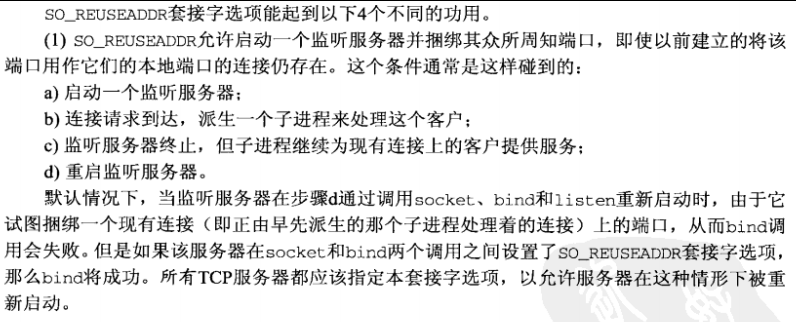 SO_REUSEADDR套接字选项能起到以下4个不同的功用。
(1) SO_REUSEADDR允许启动一个监听服务器并捆绑其众所周知端口，即使以前建立的将该
端口用作它们的本地端口的连接仍存在。这个条件通常是这样碰到的：
a) 启动一个监听服务器；
b) 连接请求到达，派生一个子进程来处理这个客户；
c) 监听服务器终止，但子进程继续为现有连接上的客户提供服务；
d) 重启监听服务器。
默认情况下，当监听服务器在步骤d通过调用socket、bind和listen重新启动时，由于它
试图捆绑一个现有连接（即正由早先派生的那个子进程处理着的连接）上的端口，从而bind调
用会失败。但是如果该服务器在socket和bind两个调用之间设置了SO_REUSEADDR套接字选项，
那么bind将成功。所有TCP服务器都应该指定本套接字选项，以允许服务器在这种情形下被重
新启动。